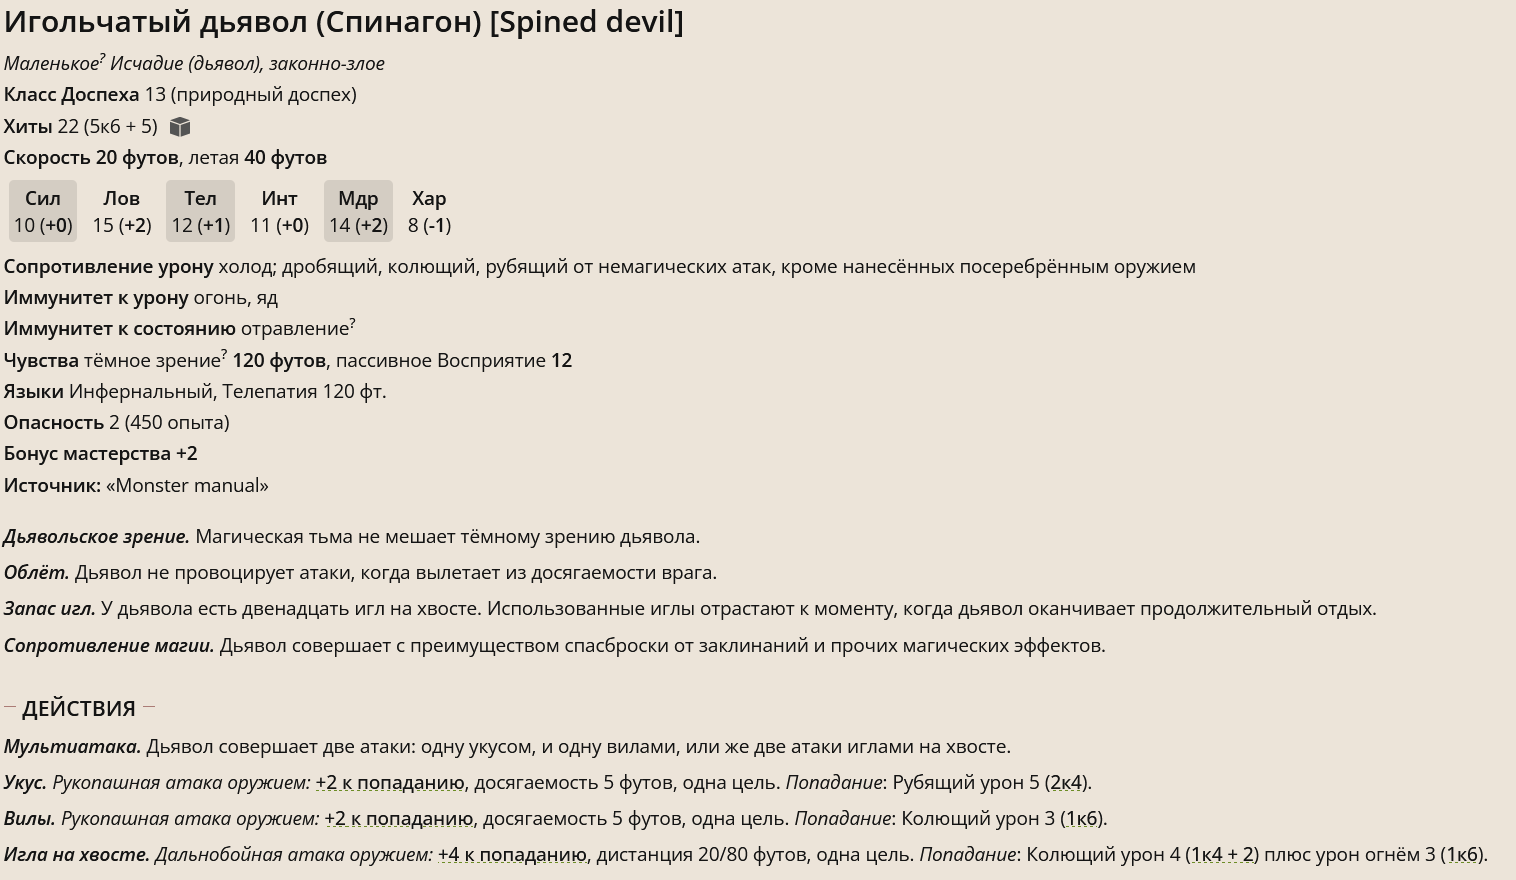 Игольчатый дьявол (Спинагон) [Spined devil]
Маленькое? Исчадие (дьявол), законно-злое
Класс Доспеха 13 (природный доспех)
Хиты 22 (5к6 + 5)
Скорость 20 футов, летая 40 футов
Сил Лов Тел Инт Мдр Хар
10 (+0) 15 (+2) 12 (+1) 11 (+0) 14 (+2) 8 (-1)
Сопротивление урону холод; дробящий, колющий, рубящий от немагических атак, кроме нанесённых посеребрённым оружием
Иммунитет к урону огонь, яд
Иммунитет к состоянию отравление?
Чувства тёмное зрение? 120 футов, пассивное Восприятие 12
Языки Инфернальный, Телепатия 120 фт.
Опасность 2 (450 опыта)
Бонус мастерства +2
Источник: «Monster manual»
Дьявольское зрение. Магическая тьма не мешает тёмному зрению дьявола.
Облёт. Дьявол не провоцирует атаки, когда вылетает из досягаемости врага.
Запас игл. У дьявола есть двенадцать игл на хвосте. Использованные иглы отрастают к моменту, когда дьявол оканчивает продолжительный отдых.
Сопротивление магии. Дьявол совершает с преимуществом спасброски от заклинаний и прочих магических эффектов.
ДЕЙСТВИЯ
Мультиатака. Дьявол совершает две атаки: одну укусом, и одну вилами, или же две атаки иглами на хвосте.
Укус. Рукопашная атака оружием: +2 к попаданию, досягаемость 5 футов, одна цель. Попадание: Рубящий урон 5 (2к4).
Вилы. Рукопашная атака оружием: +2 к попаданию, досягаемость 5 футов, одна цель. Попадание: Колющий урон 3 (1к6).
Игла на хвосте. Дальнобойная атака оружием: +4 к попаданию, дистанция 20/80 футов, одна цель. Попадание: Колющий урон 4 (1к4 + 2) плюс урон огнём 3 (1к6).